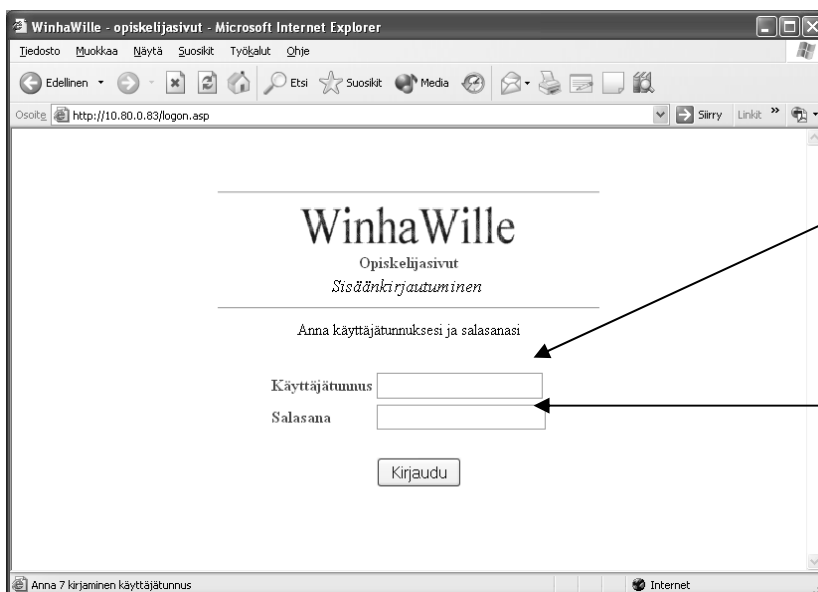 WinhaWille - opiskelijasivut - Microsoft Internet Explorer
Tiedosto Muokkaa Näytä Suosikit Työkalut Ohje
Edellinen Etsi Suosikit Media
Osoite http://10.80.0.83/logon.asp Siirry Linkit »
WinhaWille
Opiskelijasivut
Sisäänkirjautuminen
Anna käyttäjätunnuksesi ja salasanasi
Käyttäjätunnus
Salasana
Kirjaudu
Anna 7 kirjaminen käyttäjätunnus Internet